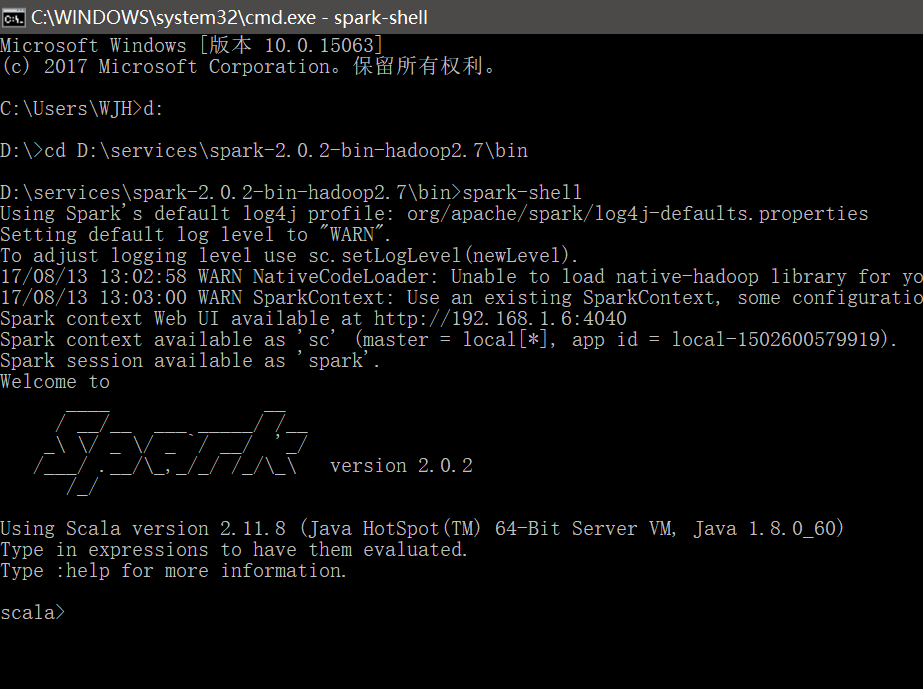 C:\WINDOWS\system32\cmd.exe - spark-shell
Microsoft Windows [版本 10.0.15063]
(c) 2017 Microsoft Corporation。保留所有权利。
C:\Users\WJH>d:
D:\>cd D:\services\spark-2.0.2-bin-hadoop2.7\bin
D:\services\spark-2.0.2-bin-hadoop2.7\bin>spark-shell
Using Spark's default log4j profile: org/apache/spark/log4j-defaults.properties
Setting default log level to "WARN".
To adjust logging level use sc.setLogLevel(newLevel).
17/08/13 13:02:58 WARN NativeCodeLoader: Unable to load native-hadoop library for yo
17/08/13 13:03:00 WARN SparkContext: Use an existing SparkContext, some configuratio
Spark context Web UI available at http://192.168.1.6:4040
Spark context available as 'sc' (master = local[*], app id = local-1502600579919).
Spark session available as 'spark'.
Welcome to
Spark version 2.0.2
Using Scala version 2.11.8 (Java HotSpot(TM) 64-Bit Server VM, Java 1.8.0_60)
Type in expressions to have them evaluated.
Type :help for more information.
scala>